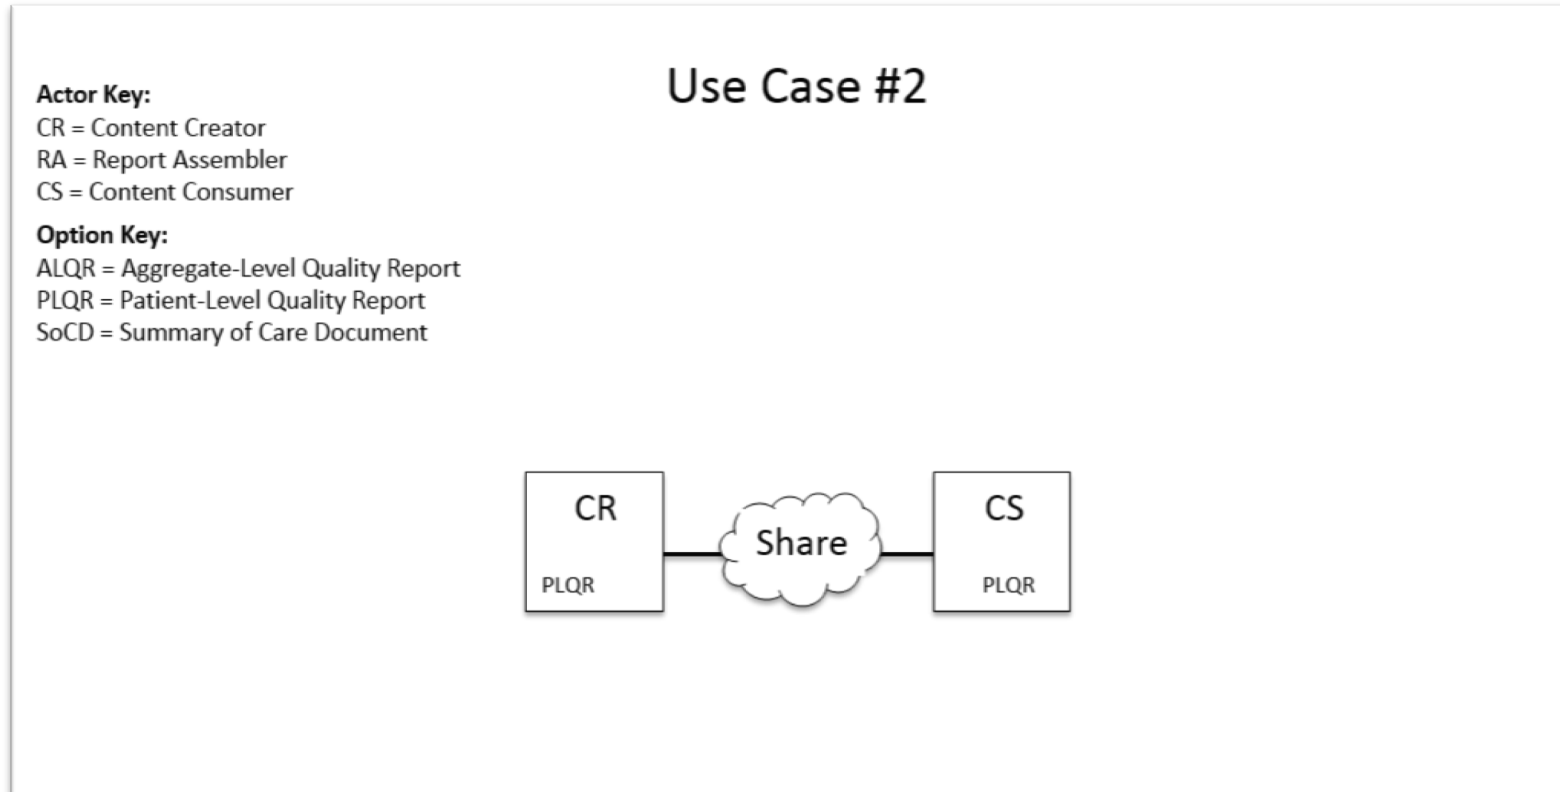 Use Case #2
Actor Key:
CR = Content Creator
RA = Report Assembler
CS = Content Consumer
Option Key:
ALQR = Aggregate-Level Quality Report
PLQR = Patient-Level Quality Report
SoCD = Summary of Care Document
CR
PLQR
Share
CS
PLQR